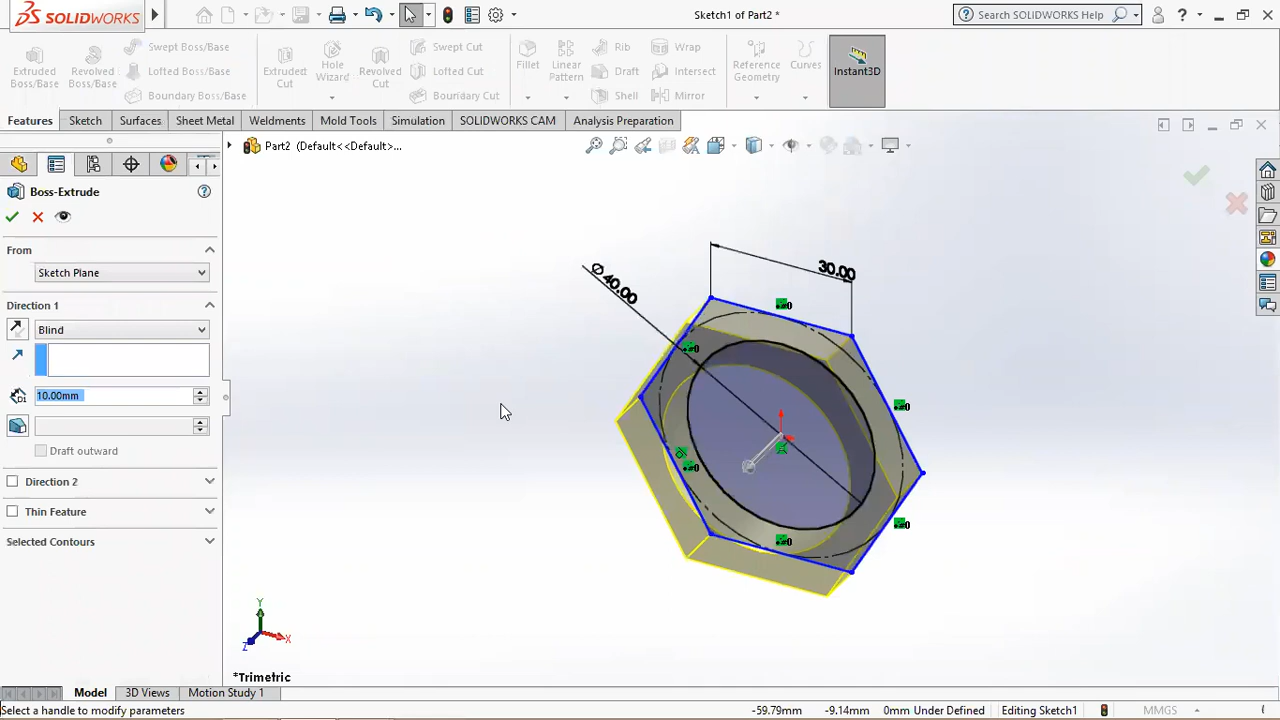 SOLIDWORKS
Sketch1 of Part2 *
Search SOLIDWORKS Help
?
Extruded Boss/Base
Revolved Boss/Base
Swept Boss/Base
Lofted Boss/Base
Boundary Boss/Base
Extruded Cut
Hole Wizard
Revolved Cut
Swept Cut
Lofted Cut
Boundary Cut
Fillet
Linear Pattern
Rib
Draft
Shell
Wrap
Intersect
Mirror
Reference Geometry
Curves
Instant3D
Features
Sketch
Surfaces
Sheet Metal
Weldments
Mold Tools
Simulation
SOLIDWORKS CAM
Analysis Preparation
Part2 (Default<<Default>...
Boss-Extrude
From
Sketch Plane
Direction 1
Blind
D1
10.00mm
Draft outward
Direction 2
Thin Feature
Selected Contours
30.00
Ø 40.00
Y
X
Z
*Trimetric
Model
3D Views
Motion Study 1
Select a handle to modify parameters
-59.79mm
-9.14mm
0mm Under Defined
Editing Sketch1
MMGS